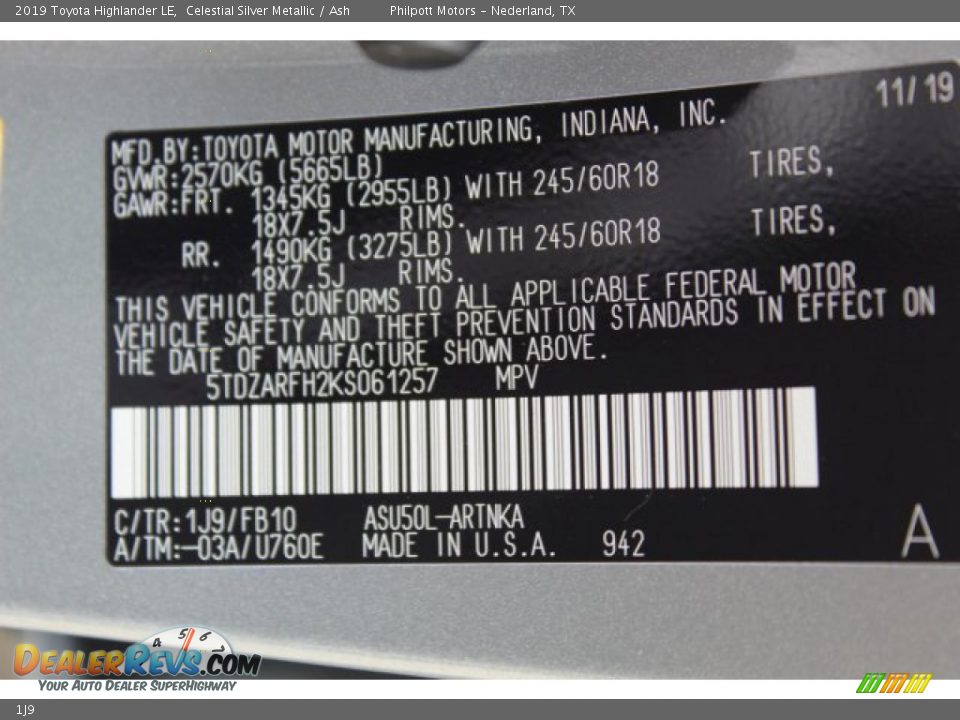 2019 Toyota Highlander LE, Celestial Silver Metallic / Ash Philpott Motors – Nederland, TX
11/19
MFD.BY:TOYOTA MOTOR MANUFACTURING, INDIANA, INC.
GVWR:2570KG (5665LB)
GAWR:FRT. 1345KG (2955LB) WITH 245/60R18 TIRES,
18X7.5J RIMS.
RR. 1490KG (3275LB) WITH 245/60R18 TIRES,
18X7.5J RIMS.
THIS VEHICLE CONFORMS TO ALL APPLICABLE FEDERAL MOTOR
VEHICLE SAFETY AND THEFT PREVENTION STANDARDS IN EFFECT ON
THE DATE OF MANUFACTURE SHOWN ABOVE.
5TDZARFH2KS061257 MPV
C/TR:1J9/FB10 ASU50L-ARTNKA
A/TM:-03A/U760E MADE IN U.S.A. 942 A
4 5 6
DEALERREVS.COM
YOUR AUTO DEALER SUPERHIGHWAY
1J9